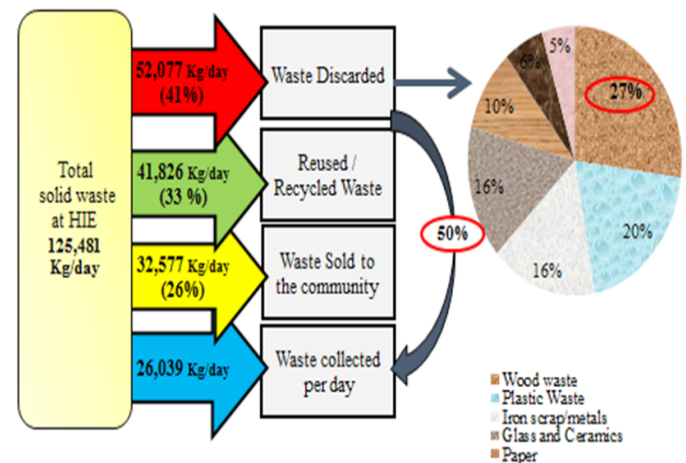 Total
solid waste
at HIE
125,481
Kg/day
52,077 Kg/day
(41%)
Waste Discarded
41,826 Kg/day
(33 %)
Reused /
Recycled Waste
32,577 Kg/day
(26%)
Waste Sold to
the community
26,039 Kg/day
Waste collected
per day
50%
5%
6%
27%
10%
16%
20%
16%
Wood waste
Plastic Waste
Iron scrap/metals
Glass and Ceramics
Paper